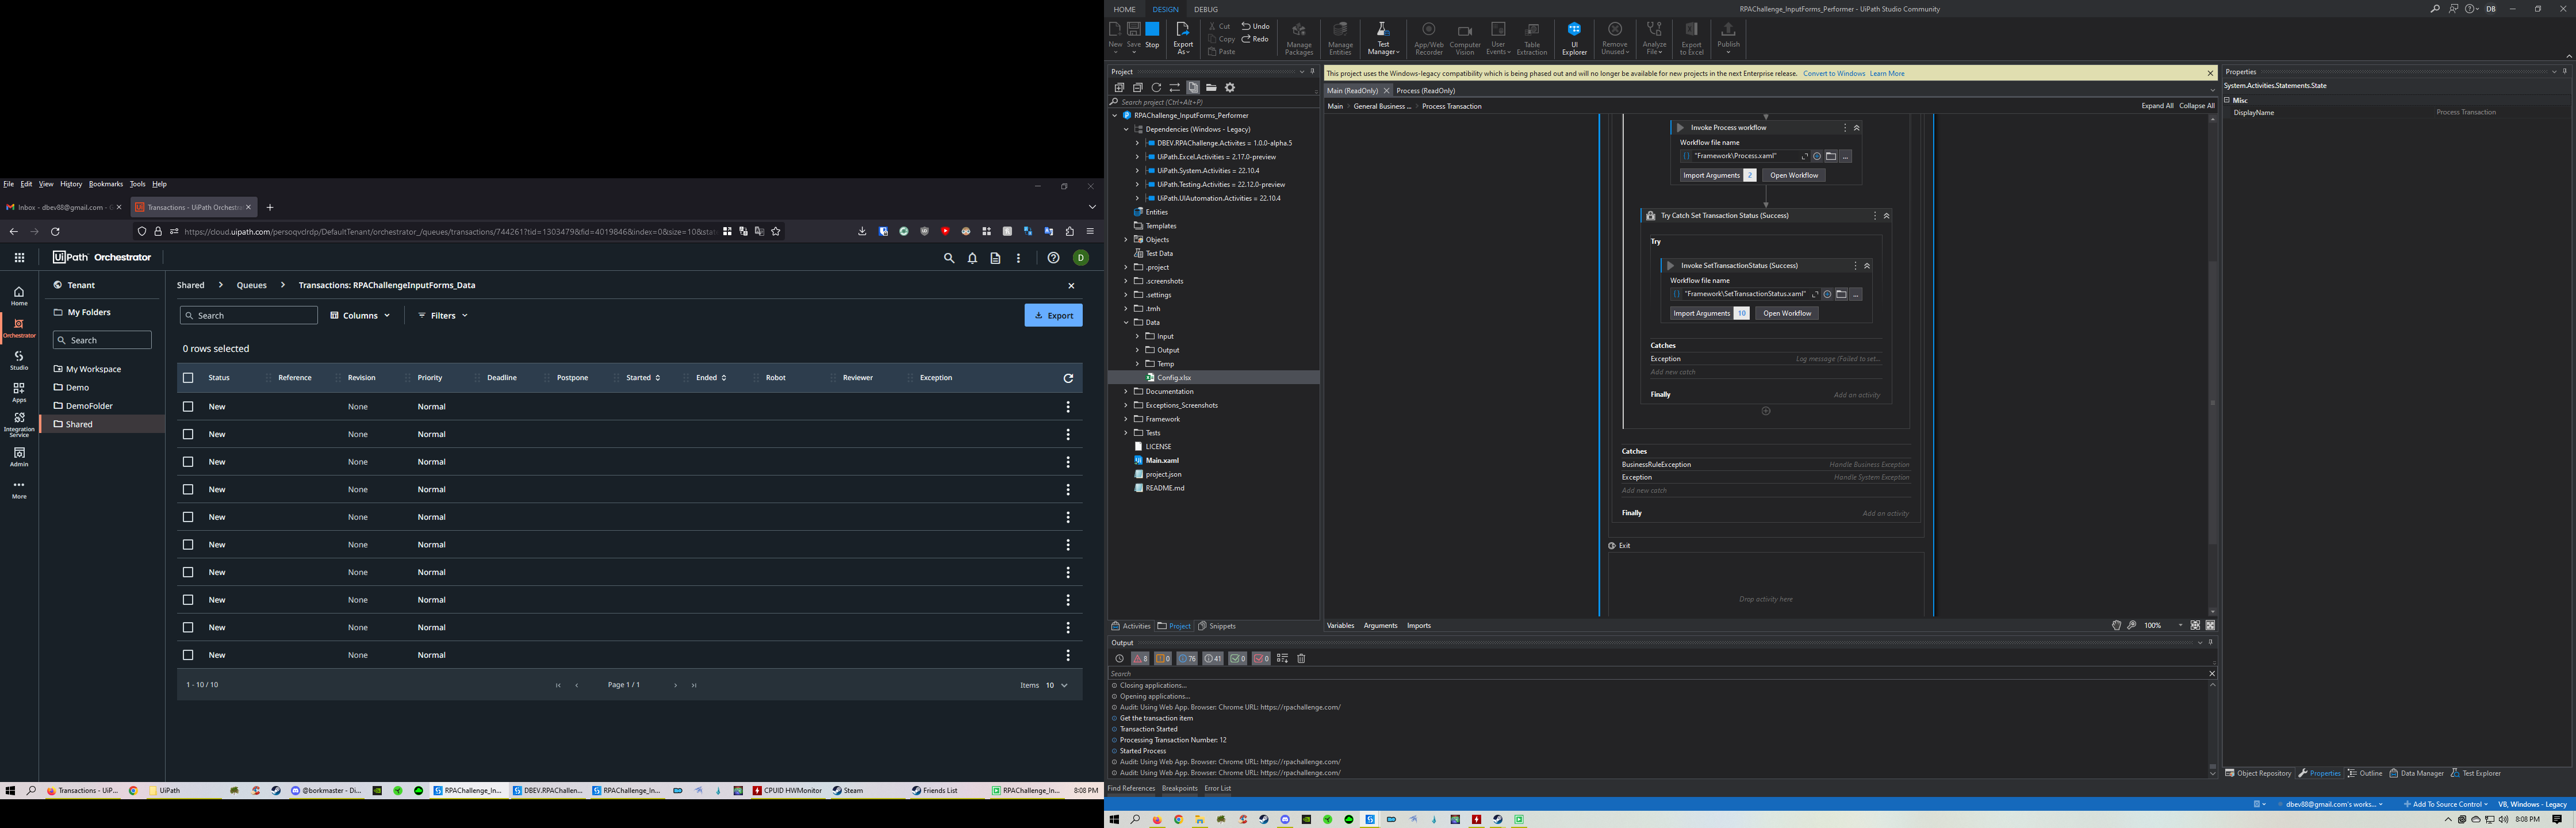 File Edit View History Bookmarks Tools Help
Inbox - dbev88@gmail.com -
Transactions - UiPath Orchestra
https://cloud.uipath.com/persoqvdrdp/DefaultTenant/orchestrator_/queues/transactions/744261?tid=1303479&fid=4019846&index=0&size=10&stat
UiPath Orchestrator
D
Home
Orchestrator
Studio
Apps
Integration Service
Admin
More
Tenant
My Folders
Search
My Workspace
Demo
DemoFolder
Shared
Shared > Queues > Transactions: RPAChallengeInputForms_Data
Search
Columns
Filters
Export
0 rows selected
Status Reference Revision Priority Deadline Postpone Started Ended Robot Reviewer Exception
New None Normal
New None Normal
New None Normal
New None Normal
New None Normal
New None Normal
New None Normal
New None Normal
New None Normal
New None Normal
1 - 10 / 10
Page 1 / 1
Items 10
Transactions - UiP...
UiPath
@borkmaster - Di...
RPAChallenge_In...
DBEV.RPAChallen...
RPAChallenge_In...
CPUID HWMonitor
Steam
Friends List
RPAChallenge_In...
8:08 PM
HOME DESIGN DEBUG
RPAChallenge_InputForms_Performer - UiPath Studio Community
DB
New
Save
Stop
Export As
Cut
Copy
Paste
Undo
Redo
Manage Packages
Manage Entities
Test Manager
App/Web Recorder
Computer Vision
User Events
Table Extraction
UI Explorer
Remove Unused
Analyze File
Export to Excel
Publish
Project
Search project (Ctrl+Alt+P)
RPAChallenge_InputForms_Performer
Dependencies (Windows - Legacy)
DBEV.RPAChallenge.Activites = 1.0.0-alpha.5
UiPath.Excel.Activities = 2.17.0-preview
UiPath.System.Activities = 22.10.4
UiPath.Testing.Activities = 22.12.0-preview
UiPath.UIAutomation.Activities = 22.10.4
Entities
Templates
Objects
Test Data
.project
.screenshots
.settings
.tmh
Data
Input
Output
Temp
Config.xlsx
Documentation
Exceptions_Screenshots
Framework
Tests
LICENSE
Main.xaml
project.json
README.md
Activities
Project
Snippets
This project uses the Windows-legacy compatibility which is being phased out and will no longer be available for new projects in the next Enterprise release. Convert to Windows Learn More
Main (ReadOnly)
Process (ReadOnly)
Main > General Business ... > Process Transaction
Expand All Collapse All
Invoke Process workflow
Workflow file name
"Framework\Process.xaml"
Import Arguments 2
Open Workflow
Try Catch Set Transaction Status (Success)
Try
Invoke SetTransactionStatus (Success)
Workflow file name
"Framework\SetTransactionStatus.xaml"
Import Arguments 10
Open Workflow
Catches
Exception Log message (Failed to set...
Add new catch
Finally Add an activity
Catches
BusinessRuleException Handle Business Exception
Exception Handle System Exception
Add new catch
Finally Add an activity
Exit
Drop activity here
Variables Arguments Imports
100%
Output
8 0 76 41 0 0
Search
Closing applications...
Opening applications...
Audit: Using Web App. Browser: Chrome URL: https://rpachallenge.com/
Get the transaction item
Transaction Started
Processing Transaction Number: 12
Started Process
Audit: Using Web App. Browser: Chrome URL: https://rpachallenge.com/
Audit: Using Web App. Browser: Chrome URL: https://rpachallenge.com/
Find References Breakpoints Error List
Properties
System.Activities.Statements.State
Misc
DisplayName Process Transaction
Object Repository
Properties
Outline
Data Manager
Test Explorer
dbev88@gmail.com's works...
Add To Source Control
VB, Windows - Legacy
8:08 PM